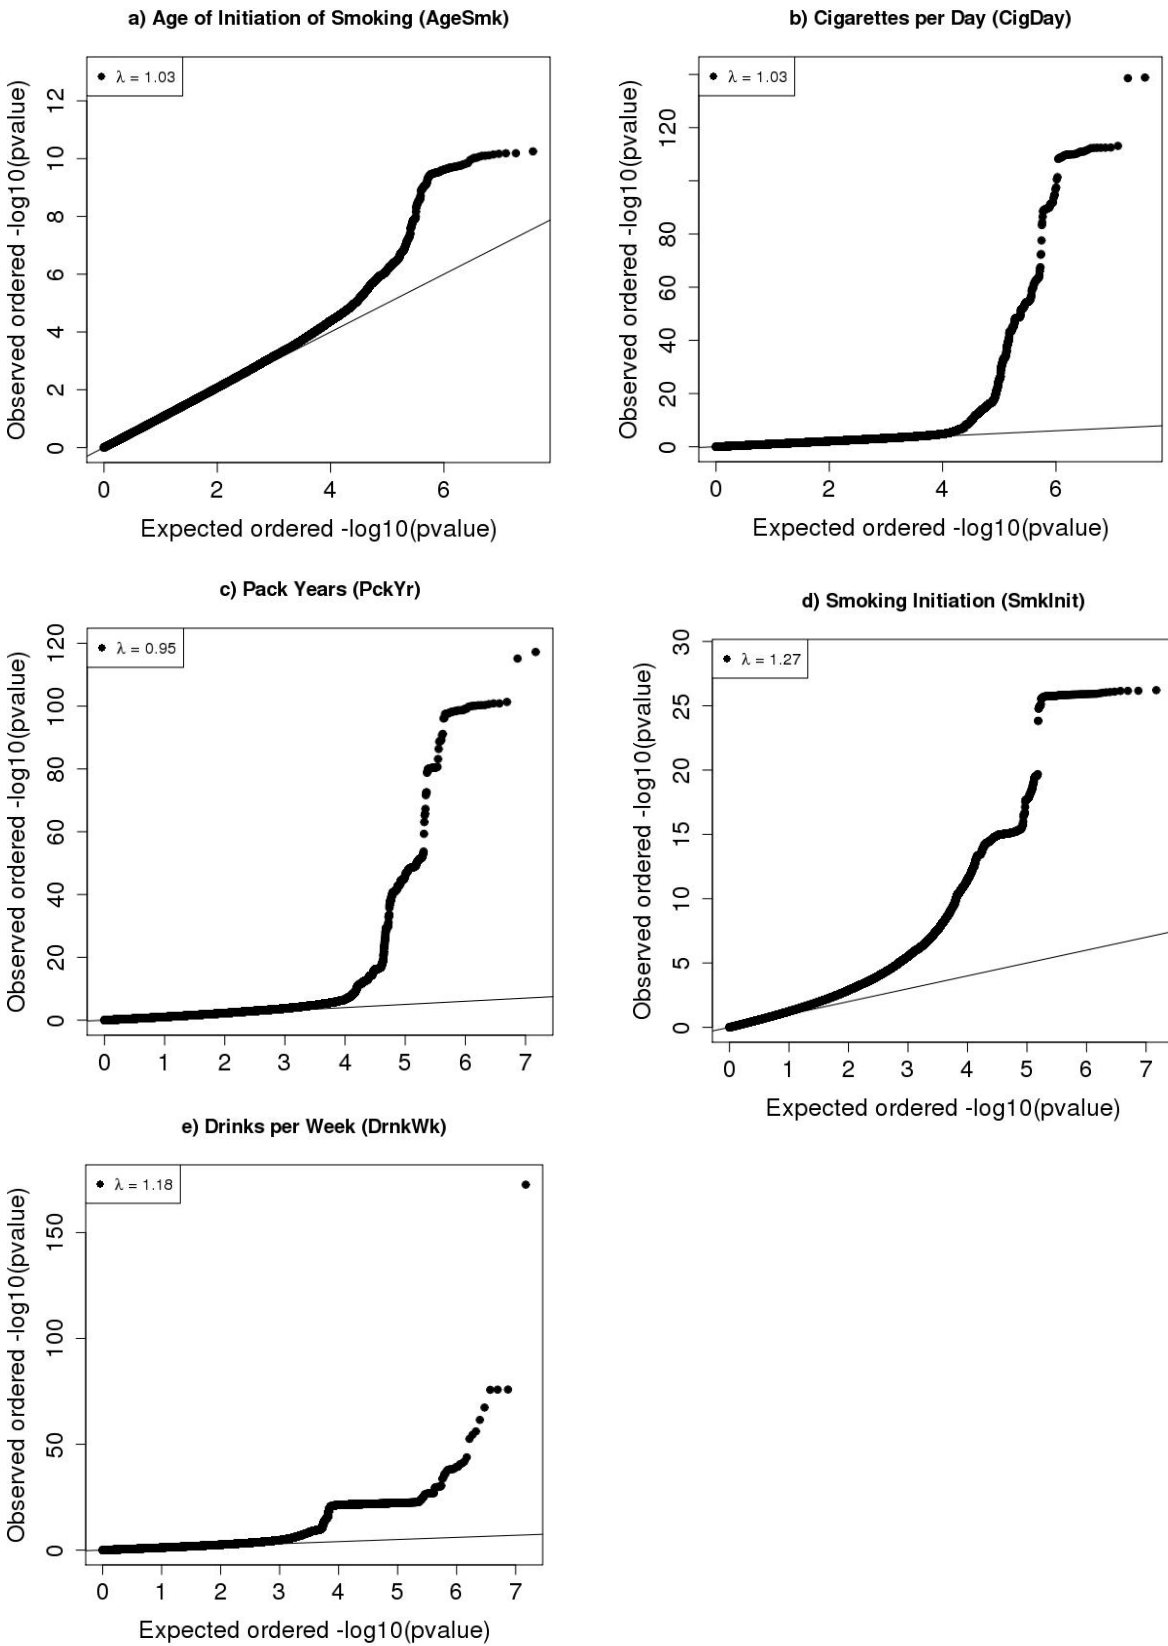 a) Age of Initiation of Smoking (AgeSmk)
λ = 1.03
Observed ordered -log10(pvalue)
0 2 4 6 8 10 12
0 2 4 6
Expected ordered -log10(pvalue)
b) Cigarettes per Day (CigDay)
λ = 1.03
Observed ordered -log10(pvalue)
0 20 40 60 80 120
0 2 4 6
Expected ordered -log10(pvalue)
c) Pack Years (PckYr)
λ = 0.95
Observed ordered -log10(pvalue)
0 20 40 60 80 100 120
0 1 2 3 4 5 6 7
d) Smoking Initiation (SmkInit)
λ = 1.27
Observed ordered -log10(pvalue)
0 5 10 15 20 25 30
0 1 2 3 4 5 6 7
Expected ordered -log10(pvalue)
e) Drinks per Week (DrnkWk)
λ = 1.18
Observed ordered -log10(pvalue)
0 50 100 150
0 1 2 3 4 5 6 7
Expected ordered -log10(pvalue)